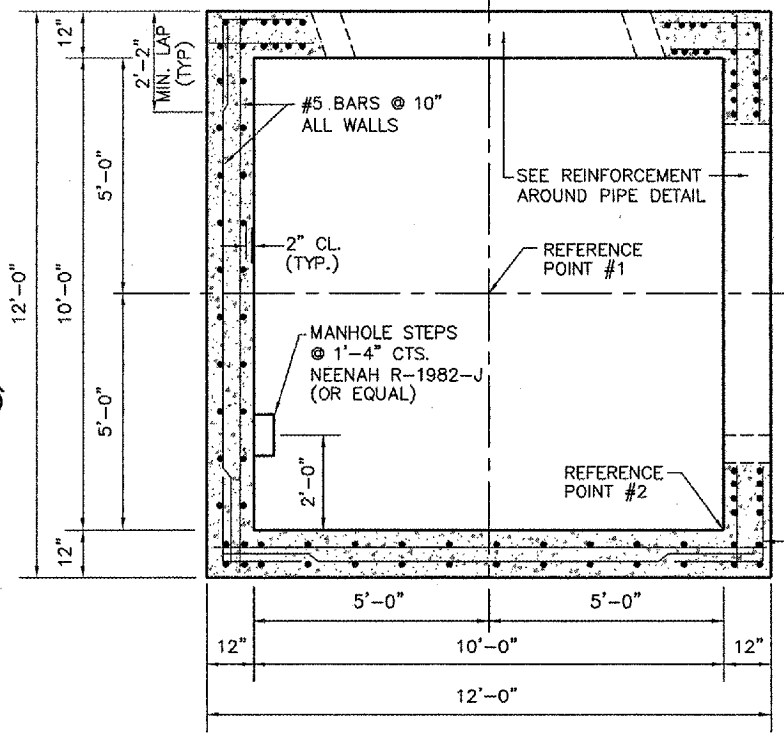 12"
2'-2"
MIN. LAP
(TYP)
#5 BARS @ 10"
ALL WALLS
5'-0"
SEE REINFORCEMENT
AROUND PIPE DETAIL
2" CL.
(TYP.)
REFERENCE
POINT #1
12'-0"
10'-0"
MANHOLE STEPS
@ 1'-4" CTS.
NEENAH R-1982-J
(OR EQUAL)
5'-0"
2'-0"
REFERENCE
POINT #2
12"
5'-0"
5'-0"
12"
10'-0"
12"
12'-0"